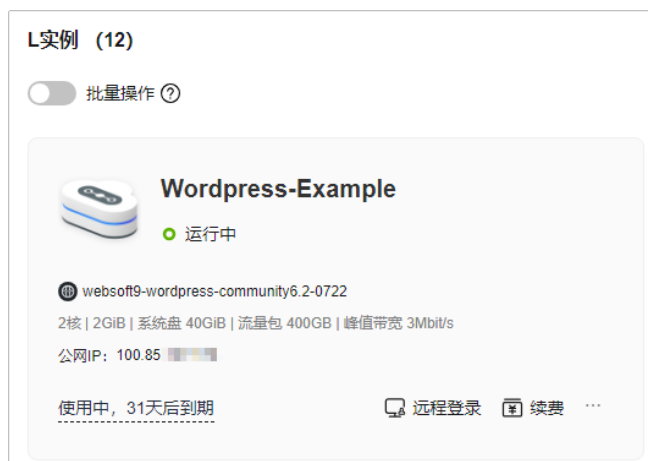 L实例 (12)
批量操作
Wordpress-Example
运行中
websoft9-wordpress-community6.2-0722
2核 | 2GiB | 系统盘 40GiB | 流量包 400GB | 峰值带宽 3Mbit/s
公网IP： 100.85
使用中，31天后到期 远程登录 续费 ···